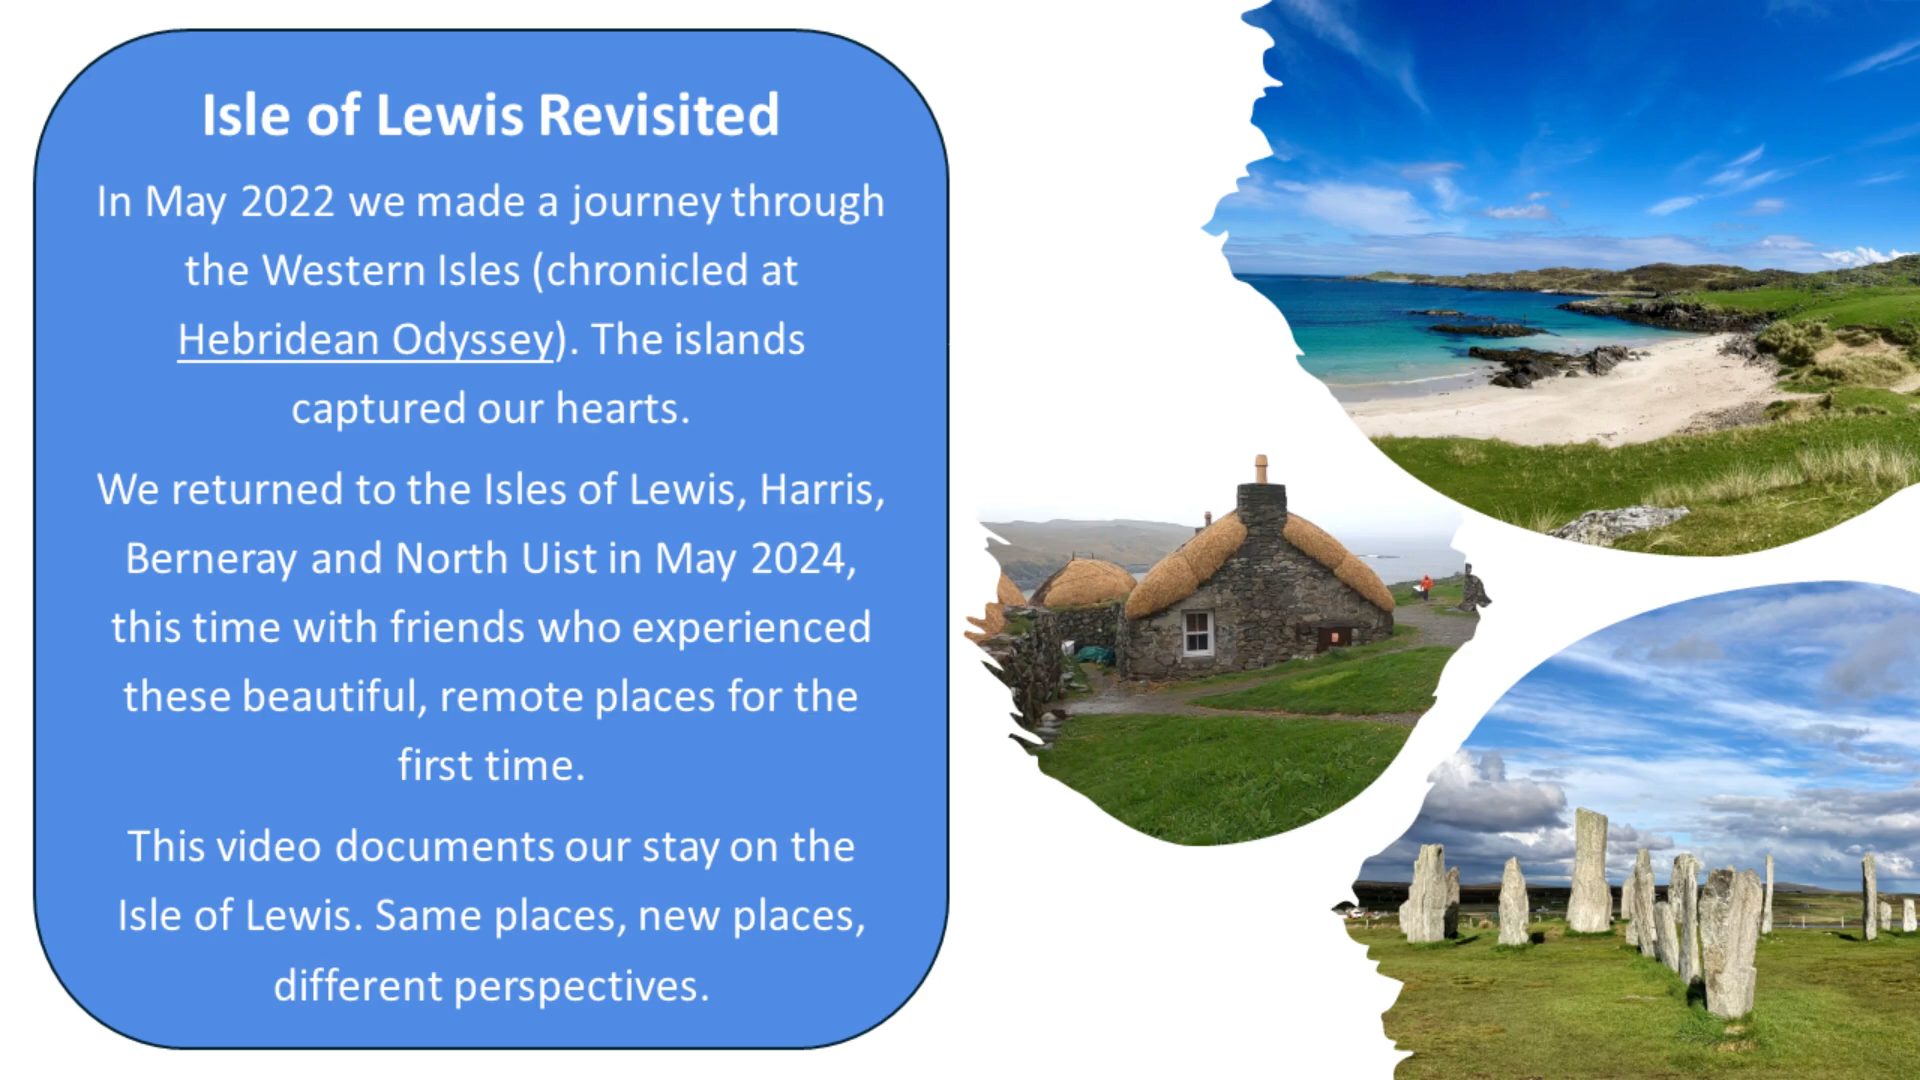 Isle of Lewis Revisited
In May 2022 we made a journey through
the Western Isles (chronicled at
Hebridean Odyssey). The islands
captured our hearts.
We returned to the Isles of Lewis, Harris,
Berneray and North Uist in May 2024,
this time with friends who experienced
these beautiful, remote places for the
first time.
This video documents our stay on the
Isle of Lewis. Same places, new places,
different perspectives.